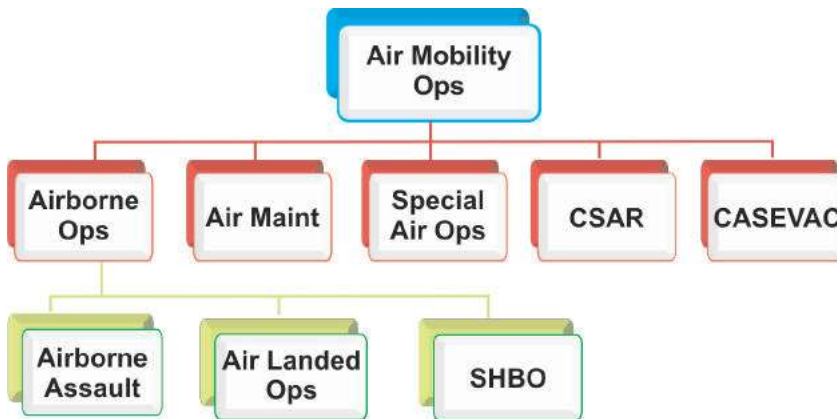 Air Mobility
Ops
Airborne
Ops
Air Maint
Special
Air Ops
CSAR
CASEVAC
Airborne
Assault
Air Landed
Ops
SHBO